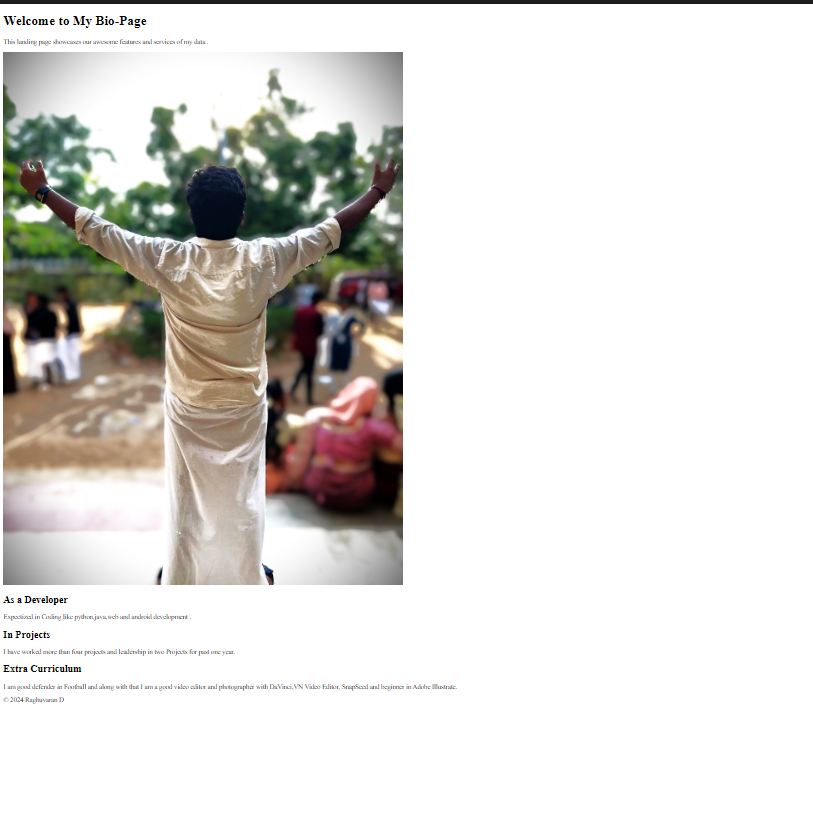 Welcome to My Bio-Page
This landing page showcases our awesome features and services of my data .
As a Developer
Expectized in Coding like python,java,web and android development .
In Projects
I have worked more than four projects and leadership in two Projects for past one year.
Extra Curriculum
I am good defender in Football and along with that I am a good video editor and photographer with DaVinci,VN Video Editor, SnapSeed and beginner in Adobe Illustrate.
© 2024 Raghuvaran D